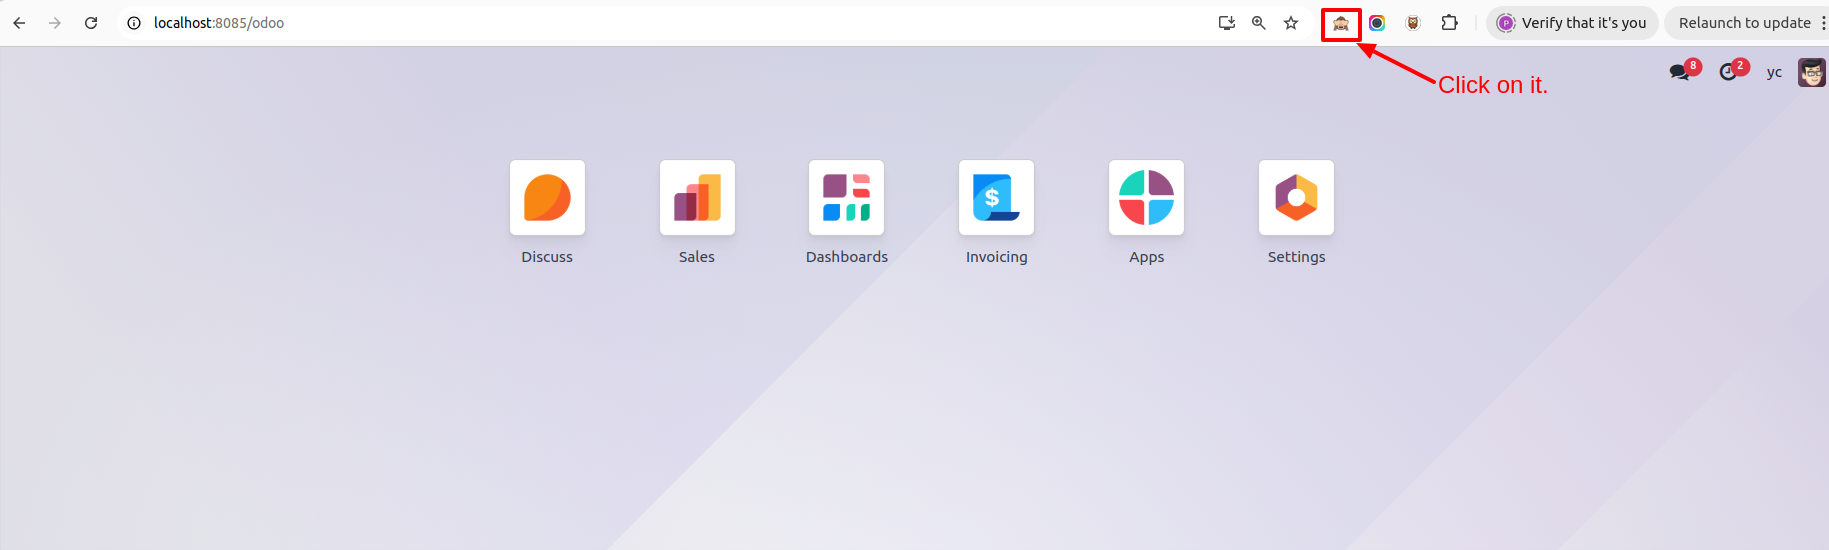 localhost:8085/odoo
P
Verify that it's you
Relaunch to update
Click on it.
8
2
yc
$
Discuss
Sales
Dashboards
Invoicing
Apps
Settings